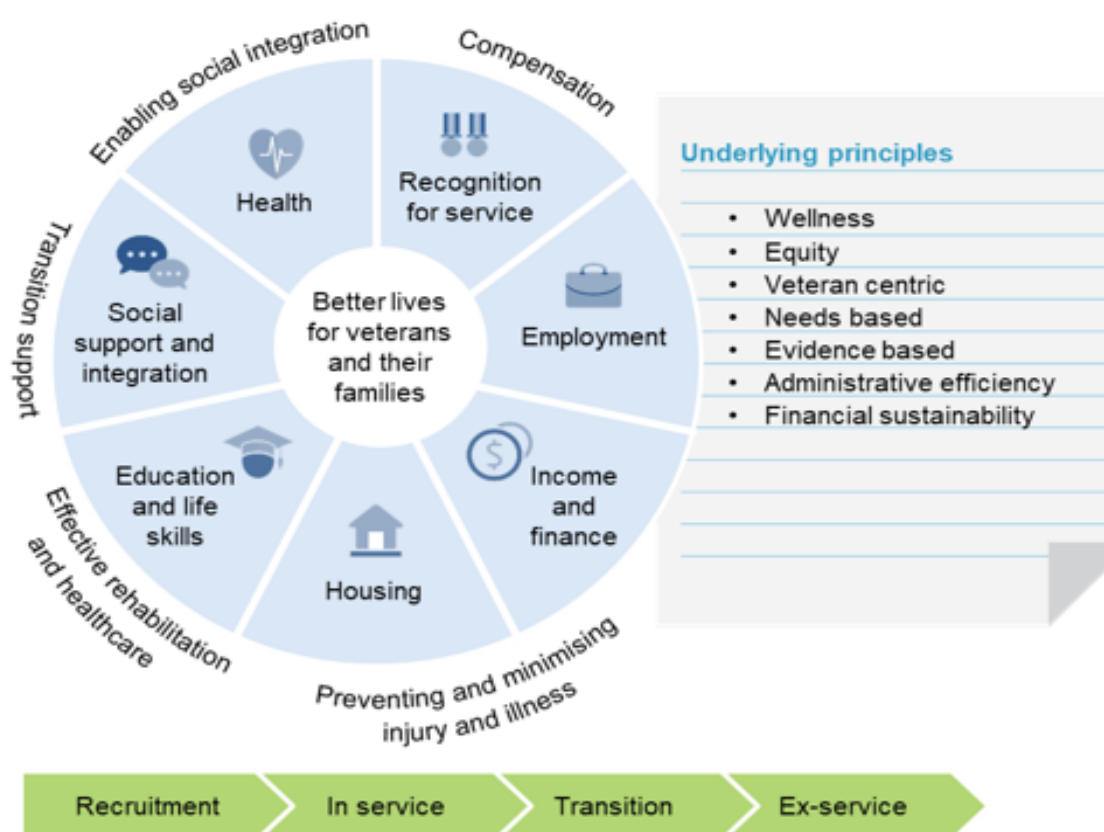 Enabling social integration
Compensation
Health
Recognition
for service
Transition support
Social
support and
integration
Better lives
for veterans
and their
families
Employment
Education
and life
skills
Income
and
finance
Housing
Effective rehabilitation
and healthcare
Preventing and minimising
injury and illness
Underlying principles
• Wellness
• Equity
• Veteran centric
• Needs based
• Evidence based
• Administrative efficiency
• Financial sustainability
Recruitment
In service
Transition
Ex-service